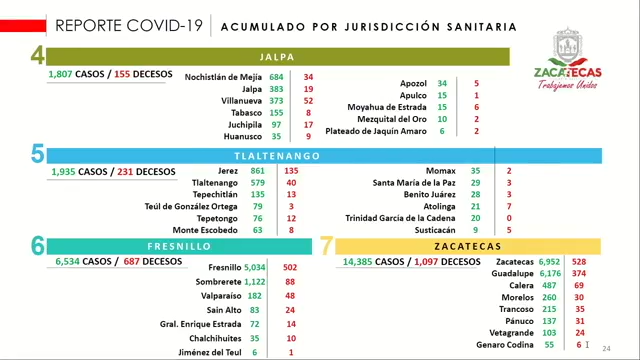 REPORTE COVID-19 | ACUMULADO POR JURISDICCIÓN SANITARIA
ZACATECAS
Trabajemos Unidos
4 JALPA
1,807 CASOS / 155 DECESOS
Nochistlán de Mejía 684 34
Jalpa 383 19
Villanueva 373 52
Tabasco 155 8
Juchipila 97 17
Huanusco 35 9
Apozol 34 5
Apulco 15 1
Moyahua de Estrada 15 6
Mezquital del Oro 10 2
Plateado de Jaquín Amaro 6 2
5 TLALTENANGO
1,935 CASOS / 231 DECESOS
Jerez 861 135
Tlaltenango 579 40
Tepechitlán 135 13
Teúl de González Ortega 79 3
Tepetongo 76 12
Monte Escobedo 63 8
Momax 35 2
Santa María de la Paz 29 3
Benito Juárez 28 3
Atolinga 21 7
Trinidad García de la Cadena 20 0
Susticacán 9 5
6 FRESNILLO
6,534 CASOS / 687 DECESOS
Fresnillo 5,034 502
Sombrerete 1,122 88
Valparaíso 182 48
Sain Alto 83 24
Gral. Enrique Estrada 72 14
Chalchihuites 35 10
Jiménez del Teul 6 1
7 ZACATECAS
14,385 CASOS / 1,097 DECESOS
Zacatecas 6,952 528
Guadalupe 6,176 374
Calera 487 69
Morelos 260 30
Trancoso 215 35
Pánuco 137 31
Vetagrande 103 24
Genaro Codina 55 6
24